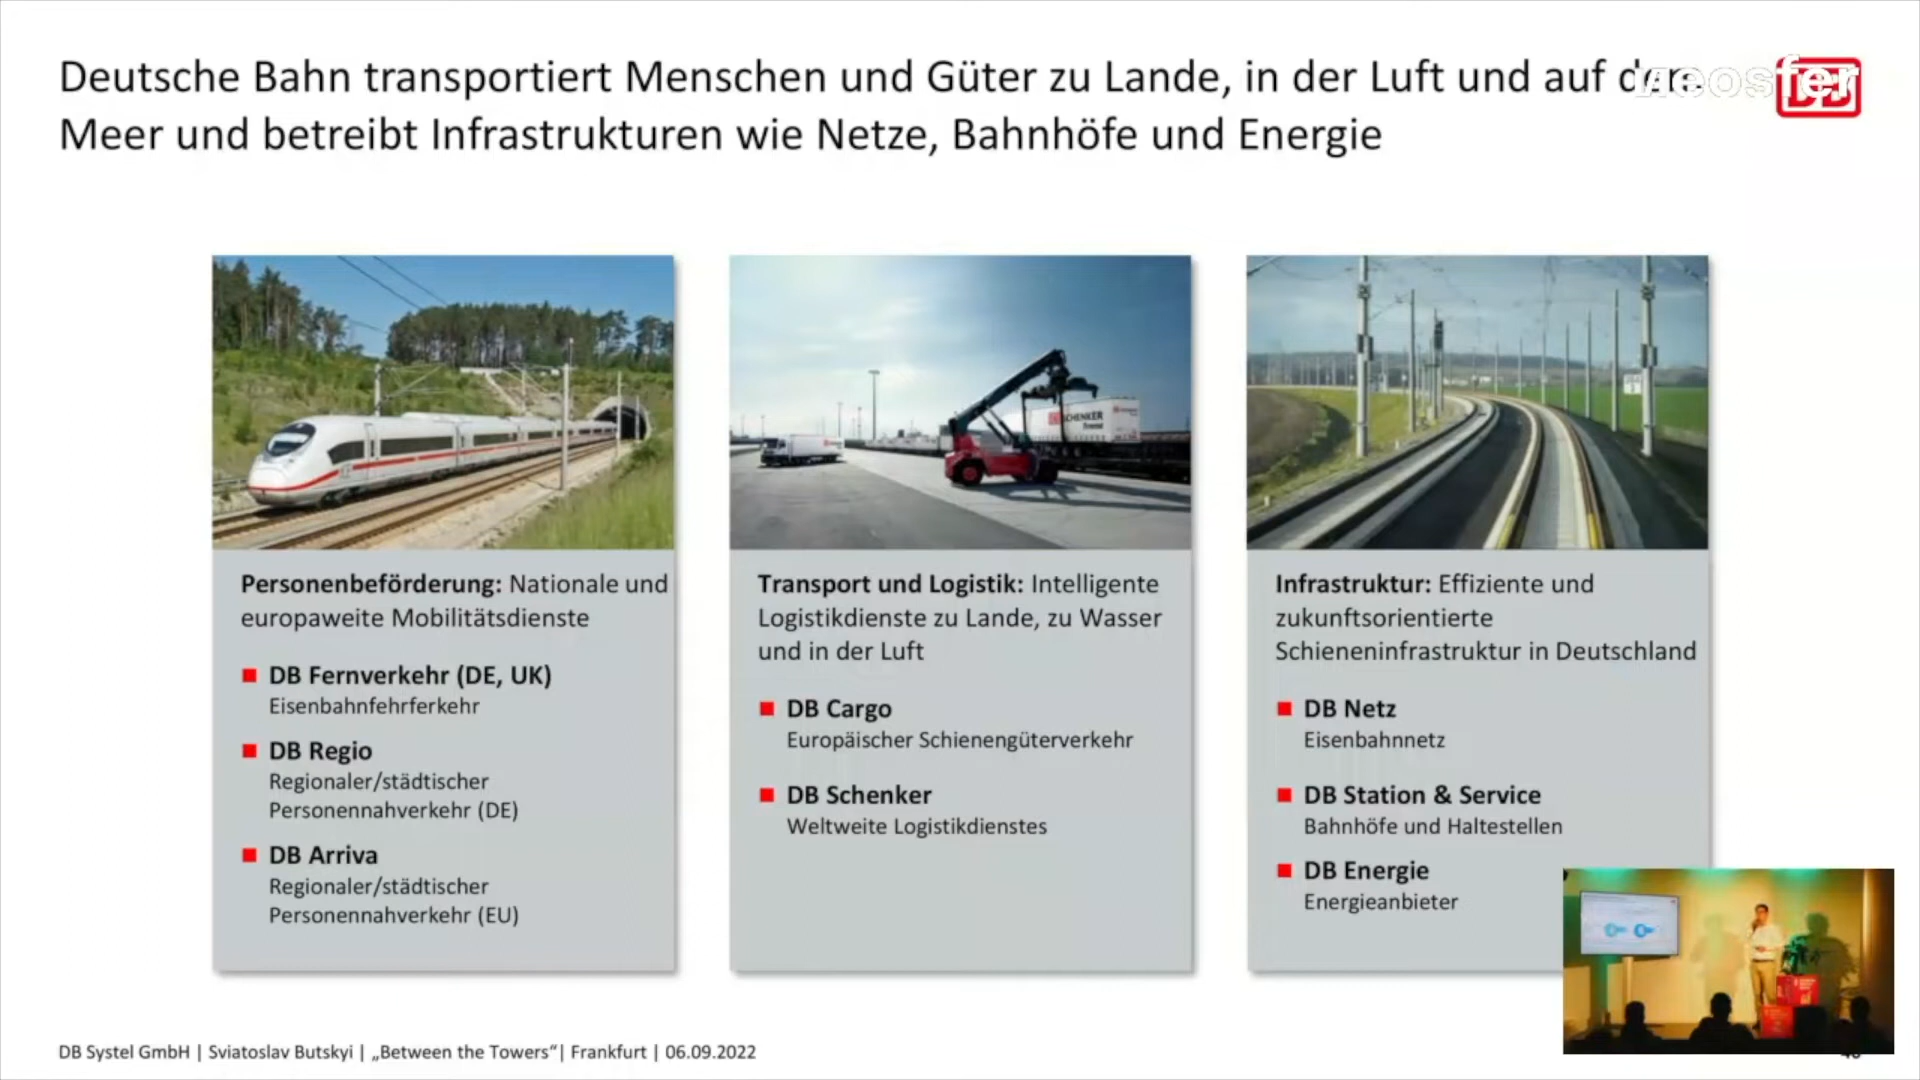 Deutsche Bahn transportiert Menschen und Güter zu Lande, in der Luft und auf dem
Meer und betreibt Infrastrukturen wie Netze, Bahnhöfe und Energie
neosfer
DB
SCHENKER
Personenbeförderung: Nationale und
europaweite Mobilitätsdienste
DB Fernverkehr (DE, UK)
Eisenbahnfehrferkehr
DB Regio
Regionaler/städtischer
Personennahverkehr (DE)
DB Arriva
Regionaler/städtischer
Personennahverkehr (EU)
Transport und Logistik: Intelligente
Logistikdienste zu Lande, zu Wasser
und in der Luft
DB Cargo
Europäischer Schienengüterverkehr
DB Schenker
Weltweite Logistikdienstes
Infrastruktur: Effiziente und
zukunftsorientierte
Schieneninfrastruktur in Deutschland
DB Netz
Eisenbahnnetz
DB Station & Service
Bahnhöfe und Haltestellen
DB Energie
Energieanbieter
DB Systel GmbH | Sviatoslav Butskyi | „Between the Towers“| Frankfurt | 06.09.2022